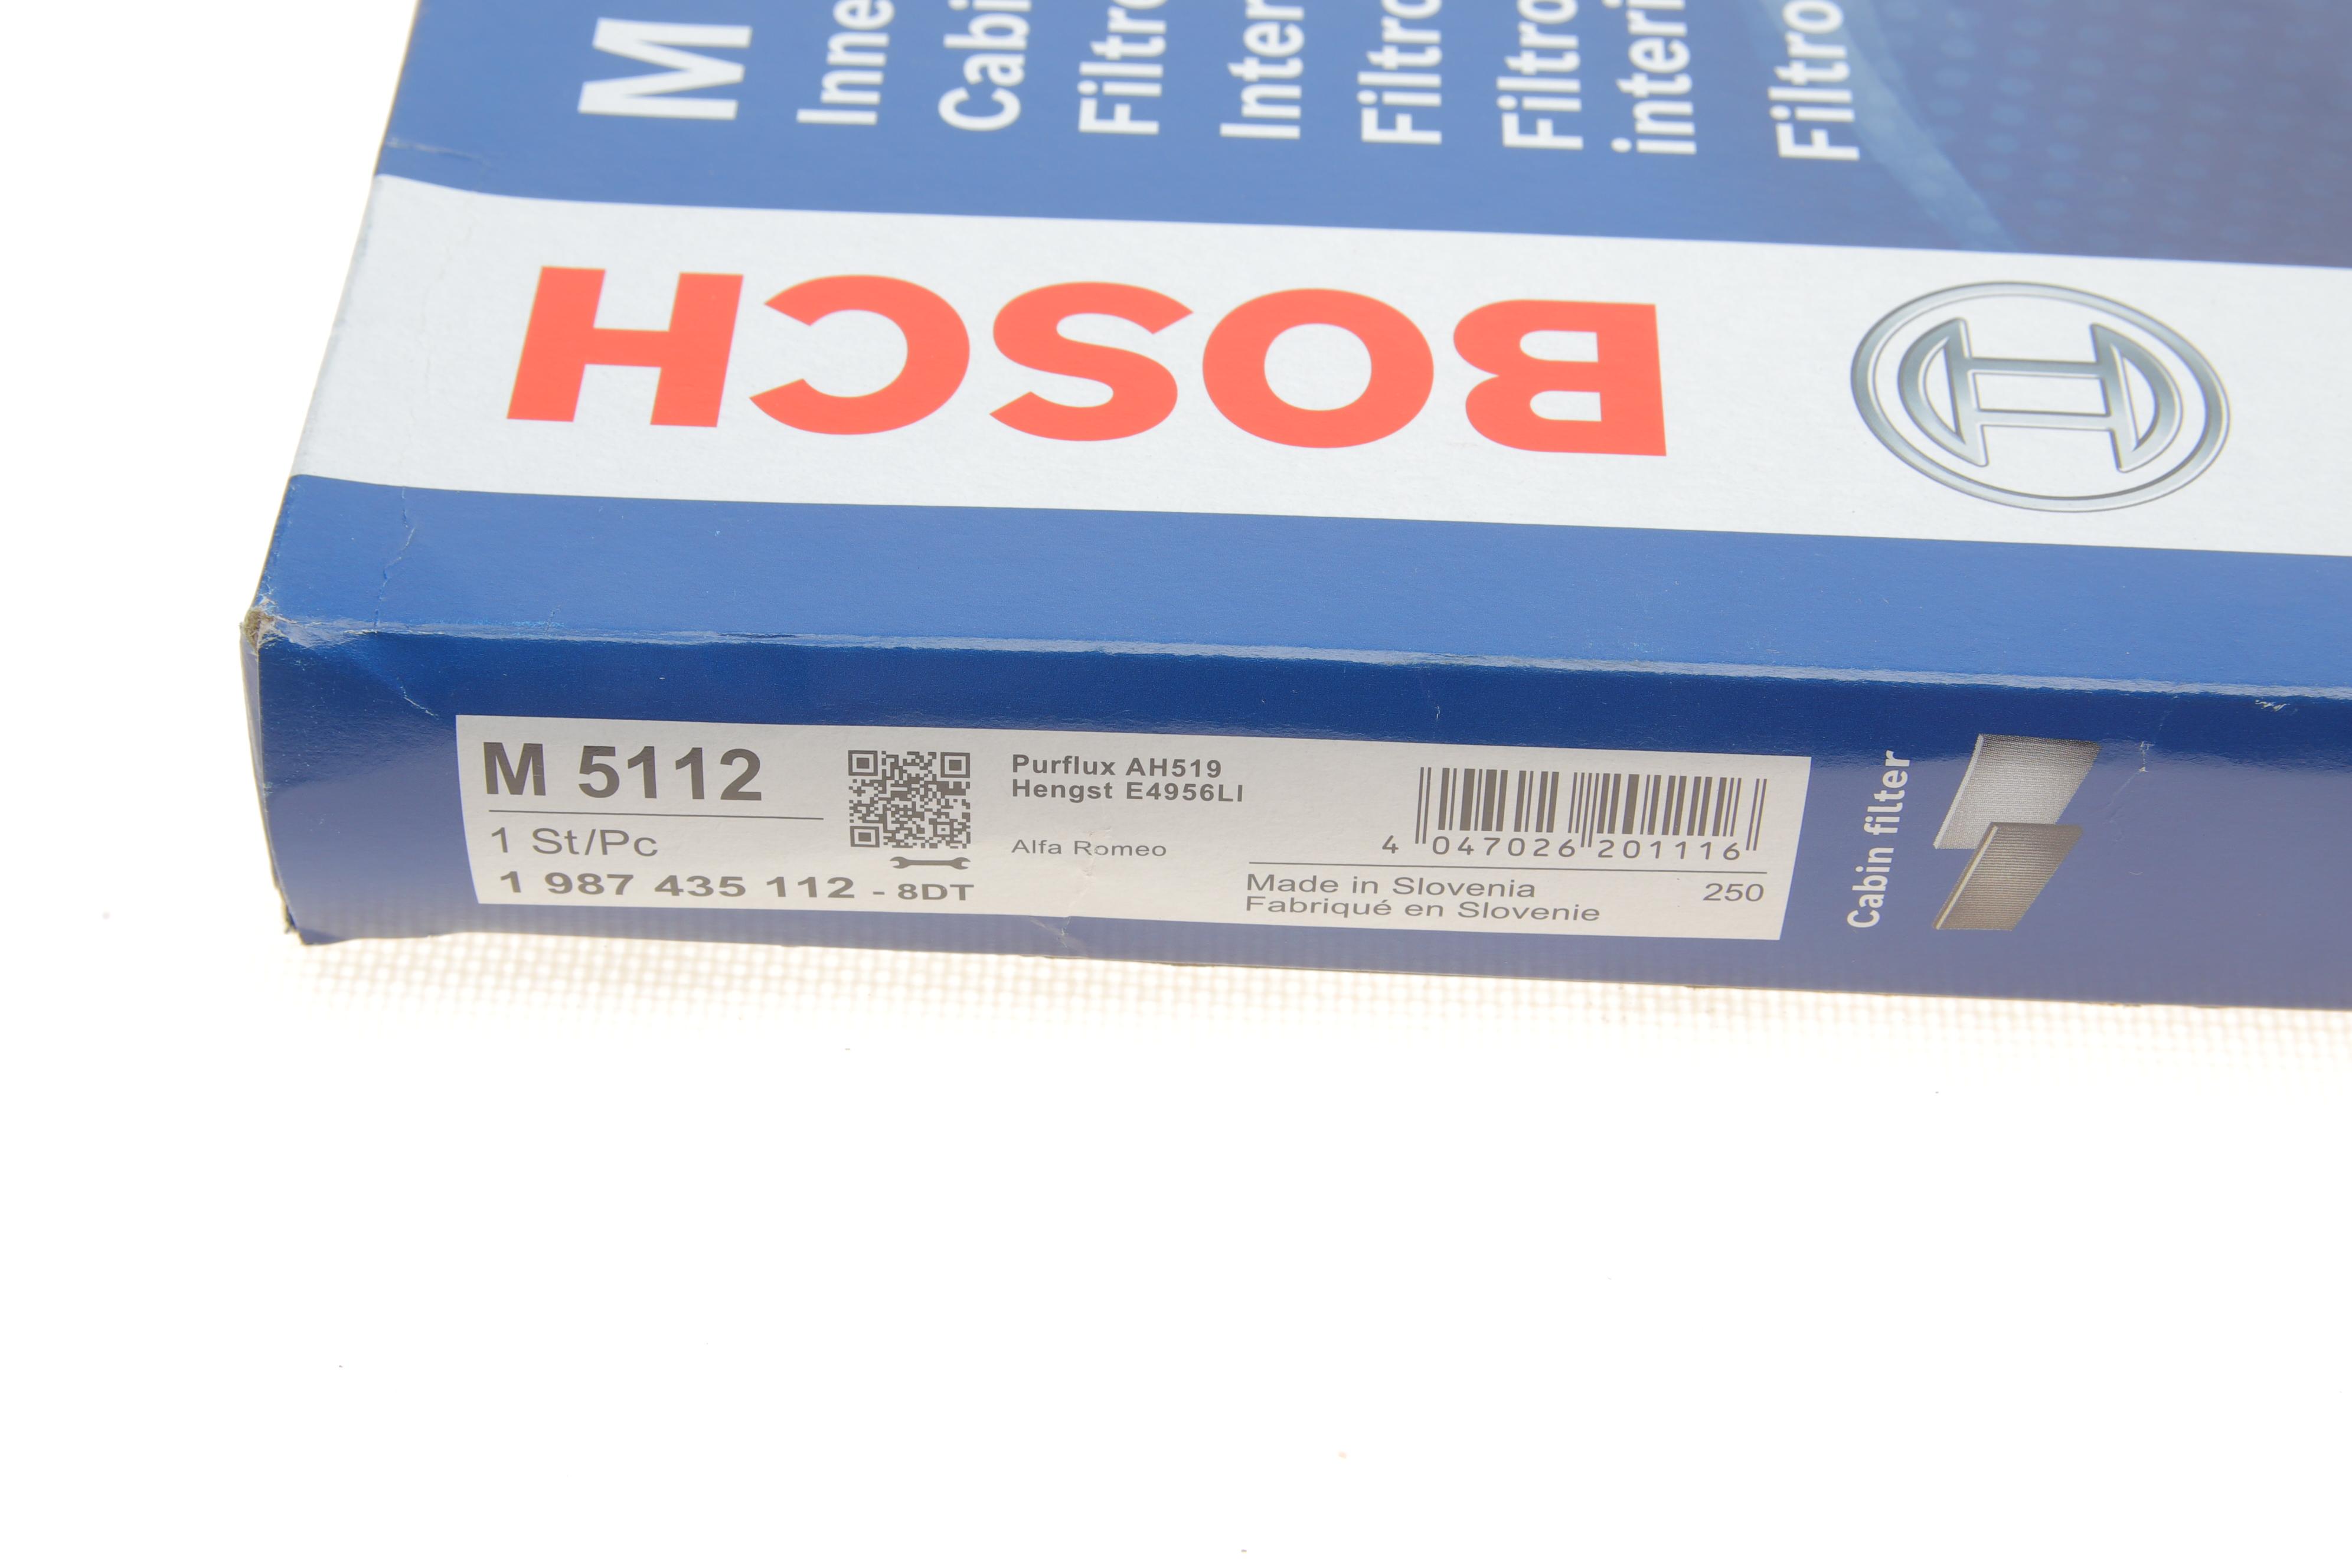 M
BOSCH
M 5112
1 St/Pc
1 987 435 112 - 8DT
Purflux AH519
Hengst E4956LI
Alfa Romeo
4 047026 201116
Made in Slovenia
Fabriqué en Slovenie
250
Cabin filter